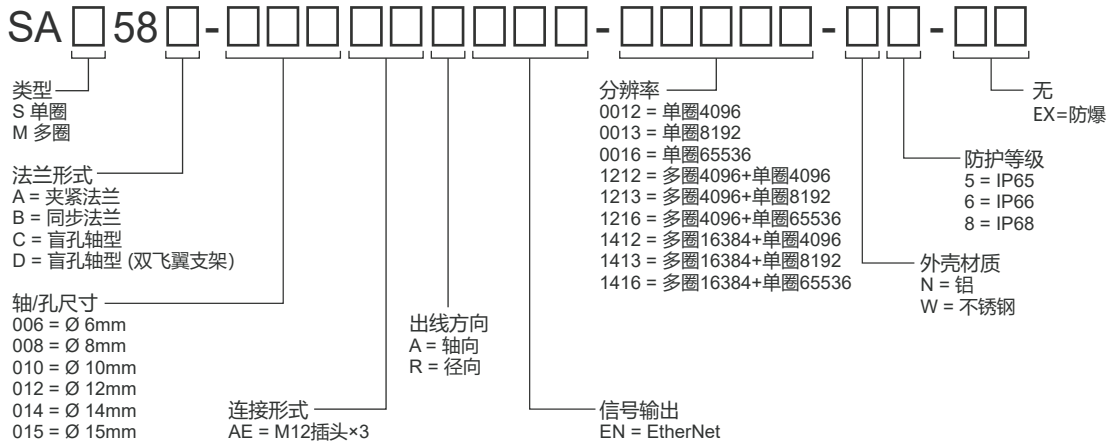 SA□58□-□□□□□□□□□-□□□□□-□□-□□
类型
S 单圈
M 多圈
法兰形式
A = 夹紧法兰
B = 同步法兰
C = 盲孔轴型
D = 盲孔轴型 (双飞翼支架)
轴/孔尺寸
006 = Ø 6mm
008 = Ø 8mm
010 = Ø 10mm
012 = Ø 12mm
014 = Ø 14mm
015 = Ø 15mm
连接形式
AE = M12插头×3
出线方向
A = 轴向
R = 径向
信号输出
EN = EtherNet
分辨率
0012 = 单圈4096
0013 = 单圈8192
0016 = 单圈65536
1212 = 多圈4096+单圈4096
1213 = 多圈4096+单圈8192
1216 = 多圈4096+单圈65536
1412 = 多圈16384+单圈4096
1413 = 多圈16384+单圈8192
1416 = 多圈16384+单圈65536
外壳材质
N = 铝
W = 不锈钢
防护等级
5 = IP65
6 = IP66
8 = IP68
无
EX=防爆